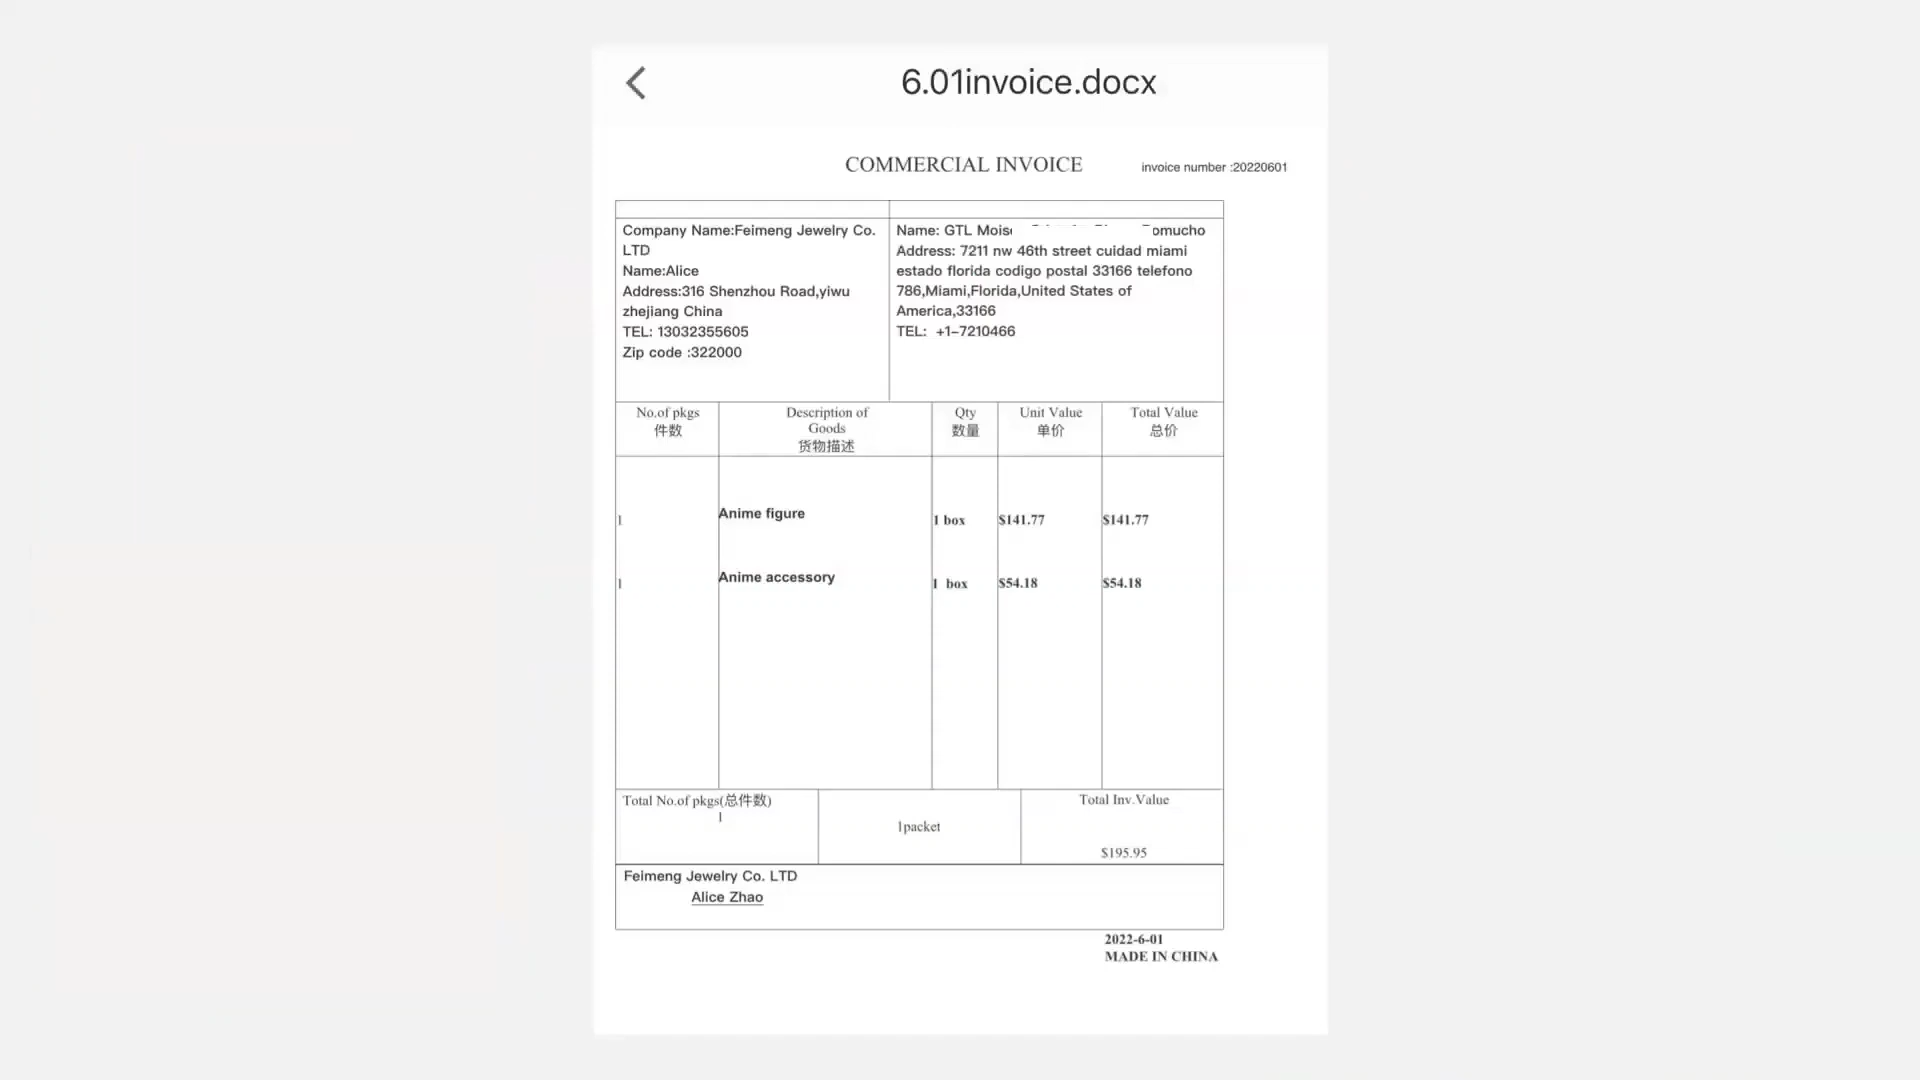 6.01invoice.docx
COMMERCIAL INVOICE
invoice number :20220601
Company Name:Feimeng Jewelry Co.
LTD
Name:Alice
Address:316 Shenzhou Road,yiwu
zhejiang China
TEL: 13032355605
Zip code :322000
Name: GTL
Address: 7211 nw 46th street cuidad miami
estado florida codigo postal 33166 telefono
786,Miami,Florida,United States of
America,33166
TEL: +1-7210466
No.of pkgs
件数
Description of
Goods
货物描述
Qty
数量
Unit Value
单价
Total Value
总价
1 Anime figure 1 box $141.77 $141.77
1 Anime accessory 1 box $54.18 $54.18
Total No.of pkgs(总件数)
1
1packet
Total Inv.Value
$195.95
Feimeng Jewelry Co. LTD
Alice Zhao
2022-6-01
MADE IN CHINA